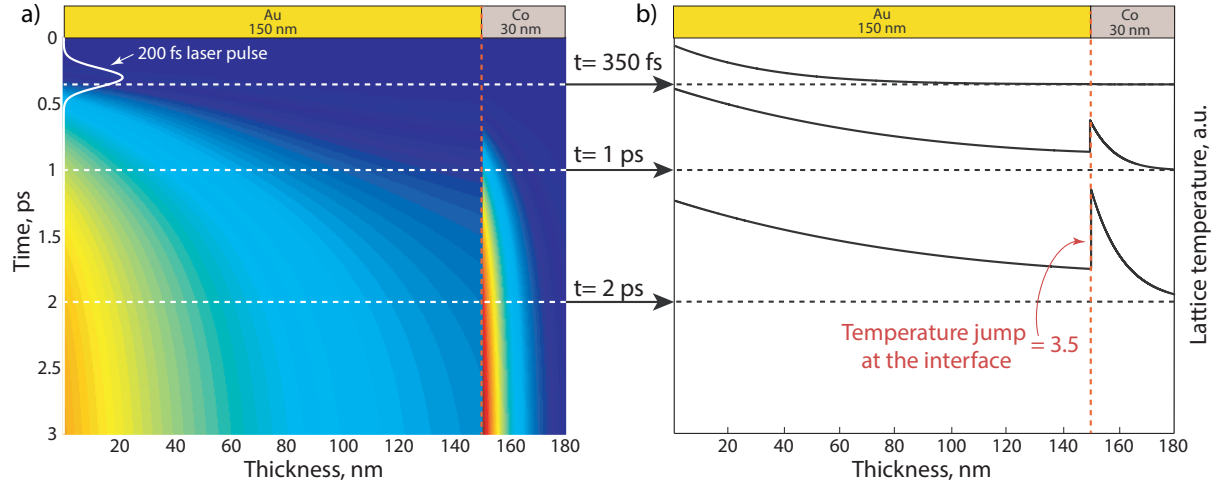 a)
Au
150 nm
Co
30 nm
200 fs laser pulse
0
0.5
1
1.5
2
2.5
3
Time, ps
20
40
60
80
100
120
140
160
180
Thickness, nm
t= 350 fs
t= 1 ps
t= 2 ps
b)
Au
150 nm
Co
30 nm
Temperature jump
at the interface
= 3.5
20
40
60
80
100
120
140
160
180
Thickness, nm
Lattice temperature, a.u.